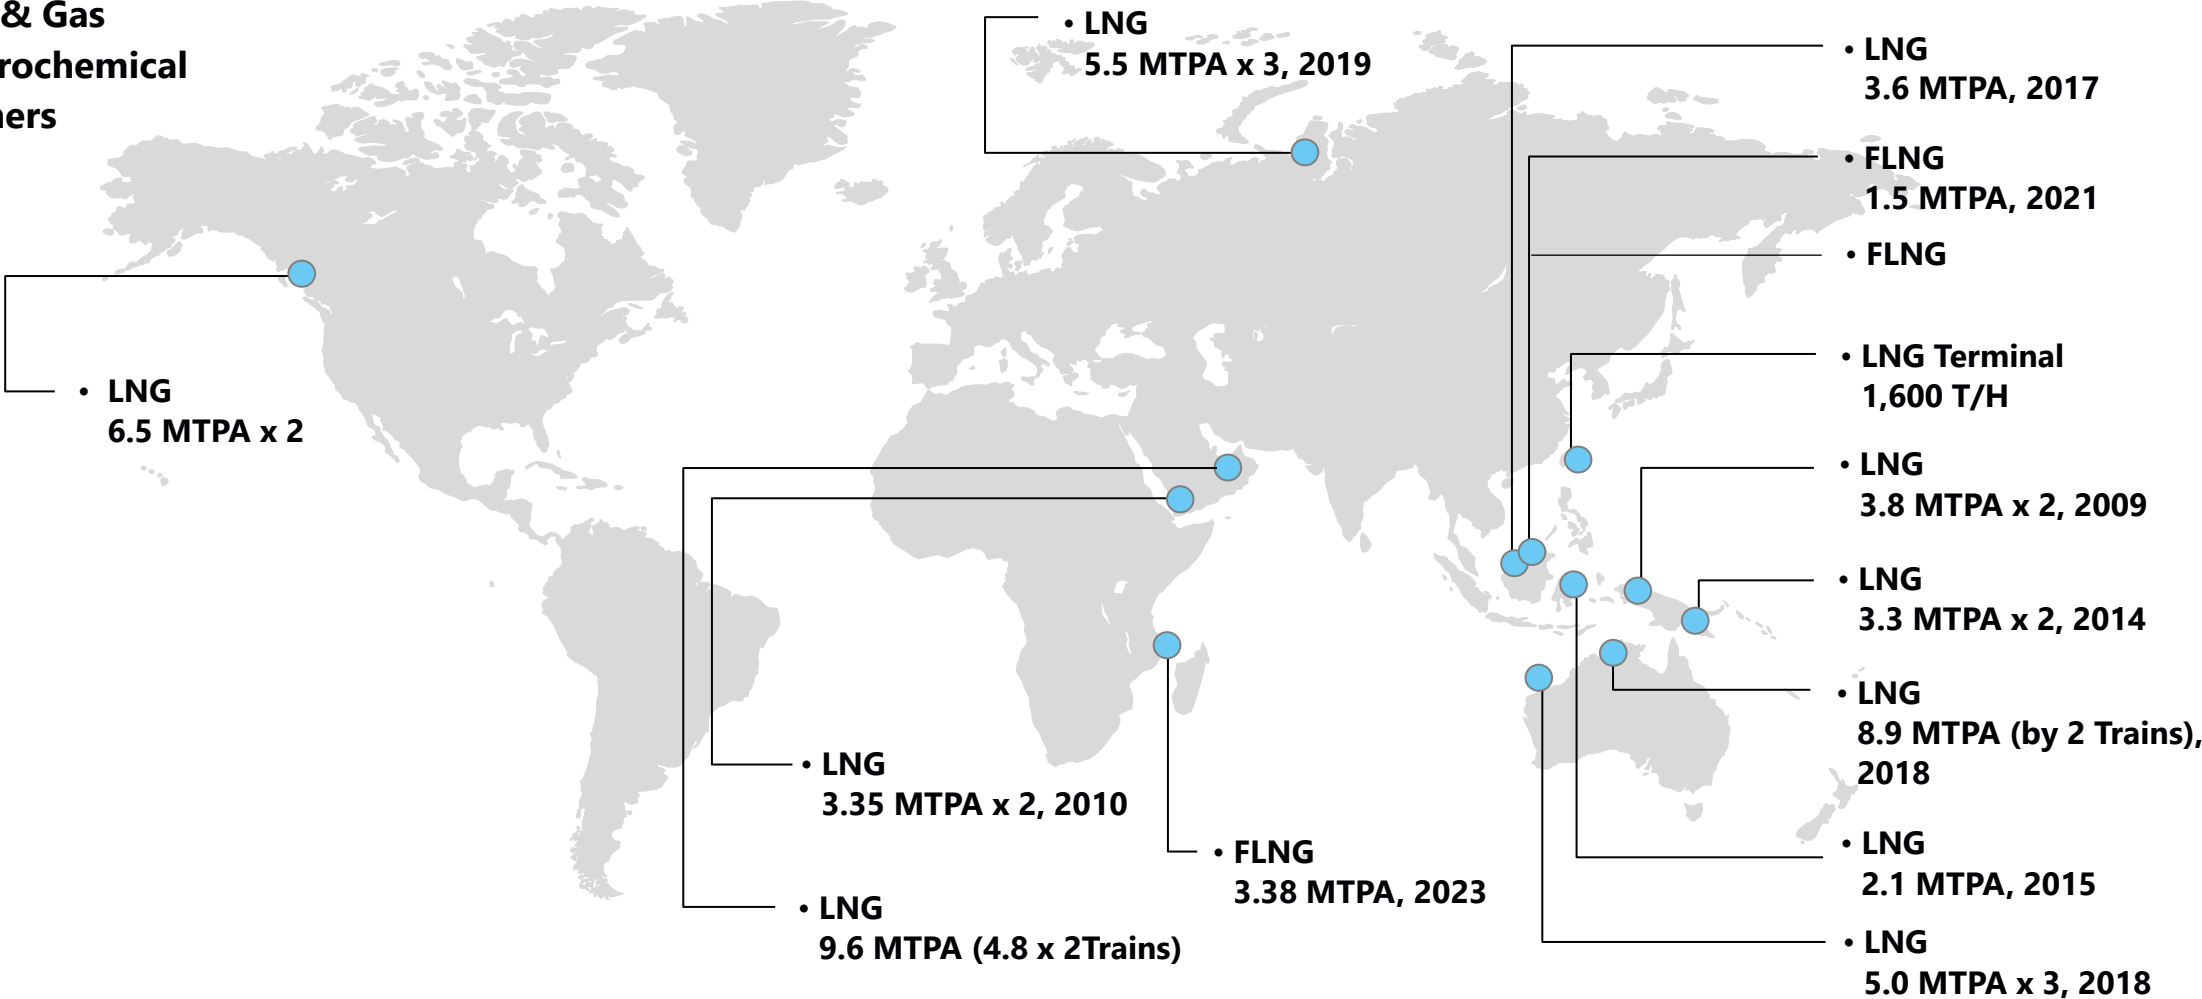 & Gas
rochemical
ers
• LNG
5.5 MTPA x 3, 2019
• LNG
3.6 MTPA, 2017
• FLNG
1.5 MTPA, 2021
• FLNG
• LNG Terminal
1,600 T/H
• LNG
6.5 MTPA x 2
• LNG
3.8 MTPA x 2, 2009
• LNG
3.3 MTPA x 2, 2014
• LNG
8.9 MTPA (by 2 Trains),
2018
• LNG
3.35 MTPA x 2, 2010
• FLNG
3.38 MTPA, 2023
• LNG
2.1 MTPA, 2015
• LNG
9.6 MTPA (4.8 x 2Trains)
• LNG
5.0 MTPA x 3, 2018